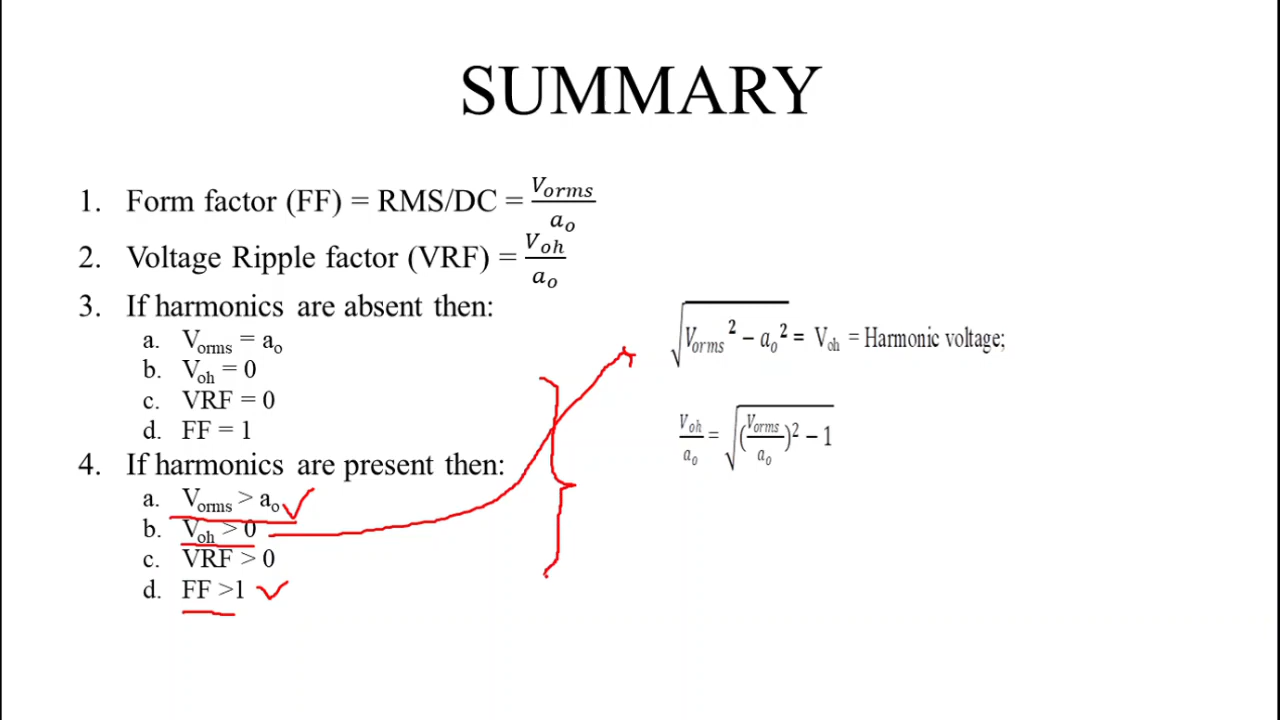 SUMMARY
1. Form factor (FF) = RMS/DC = Vorms/ao
2. Voltage Ripple factor (VRF) = Voh/ao
3. If harmonics are absent then:
a. Vorms = ao
b. Voh = 0
c. VRF = 0
d. FF = 1
4. If harmonics are present then:
a. Vorms > ao
b. Voh > 0
c. VRF > 0
d. FF >1
√(Vorms² − ao²) = Voh = Harmonic voltage;
Voh/ao = √((Vorms/ao)² − 1)